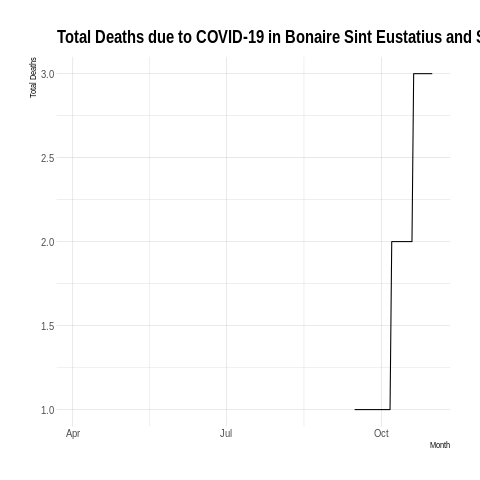 Total Deaths due to COVID-19 in Bonaire Sint Eustatius and S
Total Deaths
3.0
2.5
2.0
1.5
1.0
Apr Jul Oct
Month